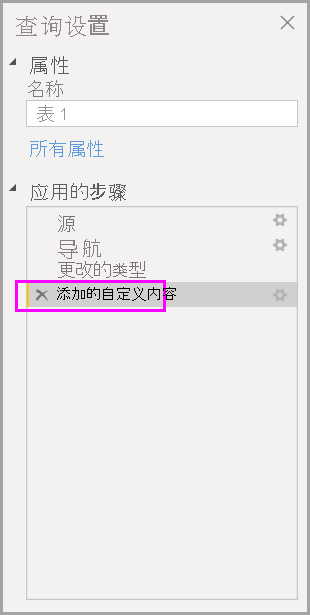 查询设置
属性
名称
表 1
所有属性
应用的步骤
源
导航
更改的类型
添加的自定义内容